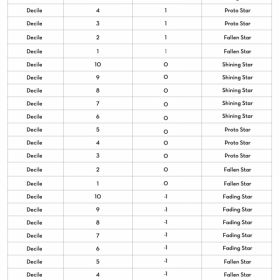 Decile 4 1 Proto Star
Decile 3 1 Proto Star
Decile 2 1 Fallen Star
Decile 1 1 Fallen Star
Decile 10 0 Shining Star
Decile 9 0 Shining Star
Decile 8 0 Shining Star
Decile 7 0 Shining Star
Decile 6 0 Shining Star
Decile 5 0 Proto Star
Decile 4 0 Proto Star
Decile 3 0 Proto Star
Decile 2 0 Fallen Star
Decile 1 0 Fallen Star
Decile 10 -1 Fading Star
Decile 9 -1 Fading Star
Decile 8 -1 Fading Star
Decile 7 -1 Fading Star
Decile 6 -1 Fading Star
Decile 5 -1 Fallen Star
Decile 4 -1 Fallen Star